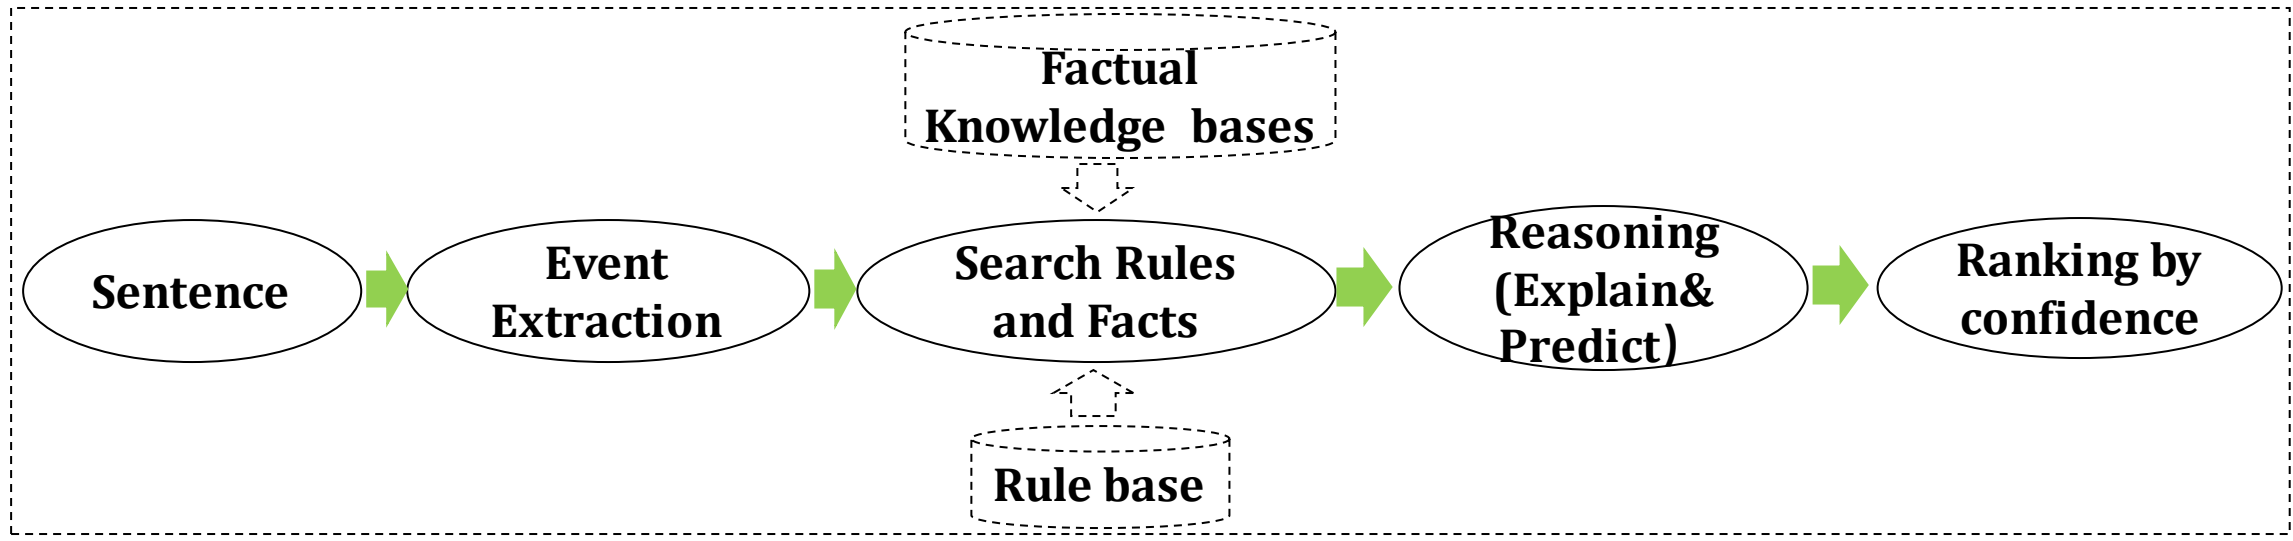 Factual
Knowledge bases
Sentence
Event
Extraction
Search Rules
and Facts
Reasoning
(Explain&
Predict)
Ranking by
confidence
Rule base